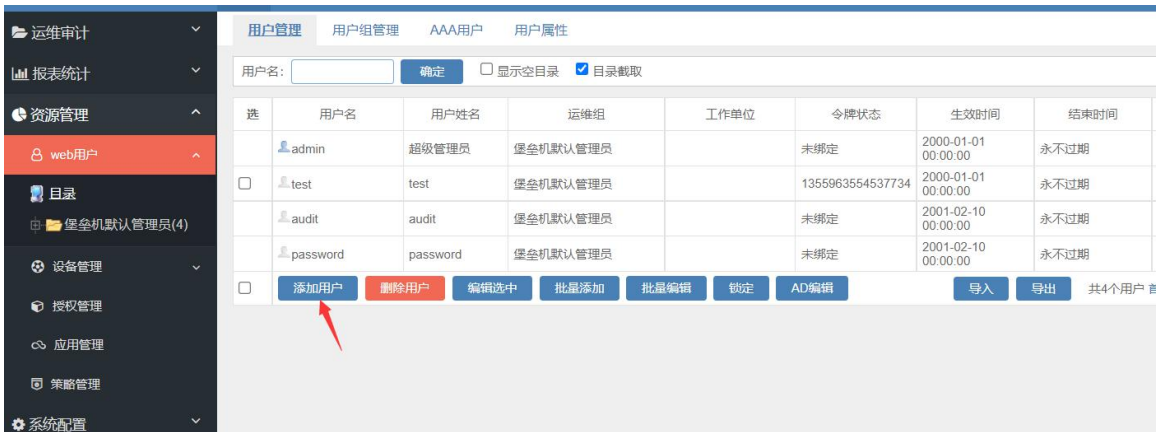 运维审计
报表统计
资源管理
web用户
目录
堡垒机默认管理员(4)
设备管理
授权管理
应用管理
策略管理
系统配置
用户管理 用户组管理 AAA用户 用户属性
用户名: 确定 显示空目录 目录截取
选 用户名 用户姓名 运维组 工作单位 令牌状态 生效时间 结束时间
admin 超级管理员 堡垒机默认管理员 未绑定 2000-01-01 00:00:00 永不过期
test test 堡垒机默认管理员 1355963554537734 2000-01-01 00:00:00 永不过期
audit audit 堡垒机默认管理员 未绑定 2001-02-10 00:00:00 永不过期
password password 堡垒机默认管理员 未绑定 2001-02-10 00:00:00 永不过期
添加用户 删除用户 编辑选中 批量添加 批量编辑 锁定 AD编辑 导入 导出 共4个用户 首